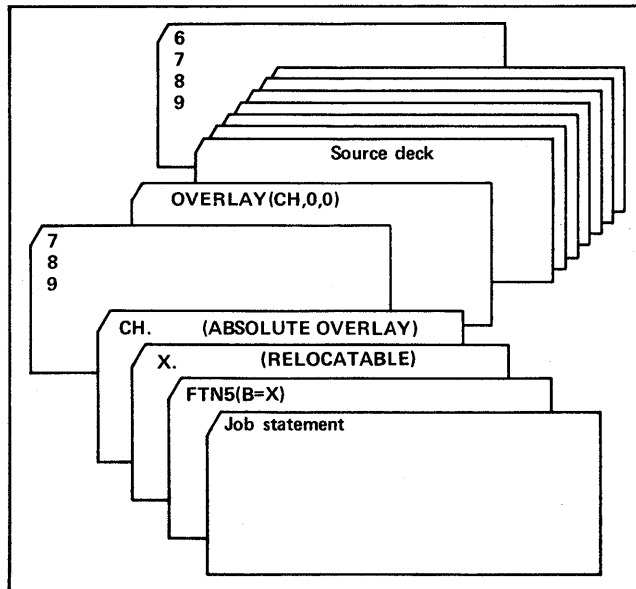 6
7
8
9
Source deck
OVERLAY(CH,0,0)
7
8
9
CH. (ABSOLUTE OVERLAY)
X. (RELOCATABLE)
FTN5(B=X)
Job statement